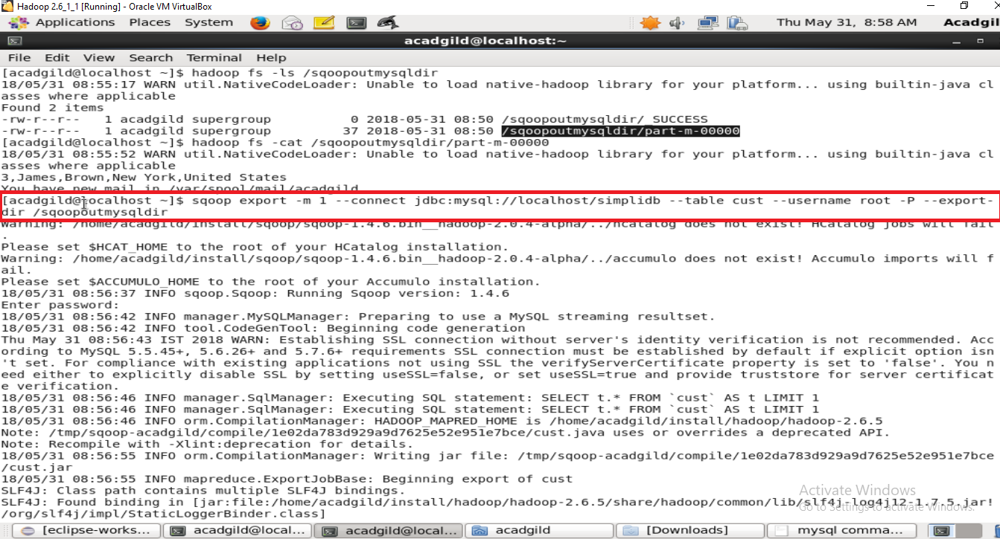 Hadoop 2.6_1_1 [Running] - Oracle VM VirtualBox
Applications Places System Thu May 31, 8:58 AM Acadgil
acadgild@localhost:~
File Edit View Search Terminal Help
[acadgild@localhost ~]$ hadoop fs -ls /sqoopoutmysqldir
18/05/31 08:55:17 WARN util.NativeCodeLoader: Unable to load native-hadoop library for your platform... using builtin-java cl
asses where applicable
Found 2 items
-rw-r--r-- 1 acadgild supergroup 0 2018-05-31 08:50 /sqoopoutmysqldir/_SUCCESS
-rw-r--r-- 1 acadgild supergroup 37 2018-05-31 08:50 /sqoopoutmysqldir/part-m-00000
[acadgild@localhost ~]$ hadoop fs -cat /sqoopoutmysqldir/part-m-00000
18/05/31 08:55:52 WARN util.NativeCodeLoader: Unable to load native-hadoop library for your platform... using builtin-java cl
asses where applicable
3,James,Brown,New York,United States
You have new mail in /var/spool/mail/acadgild
[acadgild@localhost ~]$ sqoop export -m 1 --connect jdbc:mysql://localhost/simplidb --table cust --username root -P --export-
dir /sqoopoutmysqldir
Warning: /home/acadgild/install/sqoop/sqoop-1.4.6.bin__hadoop-2.0.4-alpha/../hcatalog does not exist! HCatalog jobs will fail
.
Please set $HCAT_HOME to the root of your HCatalog installation.
Warning: /home/acadgild/install/sqoop/sqoop-1.4.6.bin__hadoop-2.0.4-alpha/../accumulo does not exist! Accumulo imports will f
ail.
Please set $ACCUMULO_HOME to the root of your Accumulo installation.
18/05/31 08:56:37 INFO sqoop.Sqoop: Running Sqoop version: 1.4.6
Enter password:
18/05/31 08:56:42 INFO manager.MySQLManager: Preparing to use a MySQL streaming resultset.
18/05/31 08:56:42 INFO tool.CodeGenTool: Beginning code generation
Thu May 31 08:56:43 IST 2018 WARN: Establishing SSL connection without server's identity verification is not recommended. Acc
ording to MySQL 5.5.45+, 5.6.26+ and 5.7.6+ requirements SSL connection must be established by default if explicit option isn
't set. For compliance with existing applications not using SSL the verifyServerCertificate property is set to 'false'. You n
eed either to explicitly disable SSL by setting useSSL=false, or set useSSL=true and provide truststore for server certificat
e verification.
18/05/31 08:56:46 INFO manager.SqlManager: Executing SQL statement: SELECT t.* FROM `cust` AS t LIMIT 1
18/05/31 08:56:46 INFO manager.SqlManager: Executing SQL statement: SELECT t.* FROM `cust` AS t LIMIT 1
18/05/31 08:56:46 INFO orm.CompilationManager: HADOOP_MAPRED_HOME is /home/acadgild/install/hadoop/hadoop-2.6.5
Note: /tmp/sqoop-acadgild/compile/1e02da783d929a9d7625e52e951e7bce/cust.java uses or overrides a deprecated API.
Note: Recompile with -Xlint:deprecation for details.
18/05/31 08:56:55 INFO orm.CompilationManager: Writing jar file: /tmp/sqoop-acadgild/compile/1e02da783d929a9d7625e52e951e7bce
/cust.jar
18/05/31 08:56:55 INFO mapreduce.ExportJobBase: Beginning export of cust
SLF4J: Class path contains multiple SLF4J bindings.
SLF4J: Found binding in [jar:file:/home/acadgild/install/hadoop/hadoop-2.6.5/share/hadoop/common/lib/slf4j-log4j12-1.7.5.jar!
/org/slf4j/impl/StaticLoggerBinder.class]
Activate Windows
Go to Settings to activate Windows.
[eclipse-works... acadgild@local... acadgild@local... acadgild [Downloads] mysql comma...